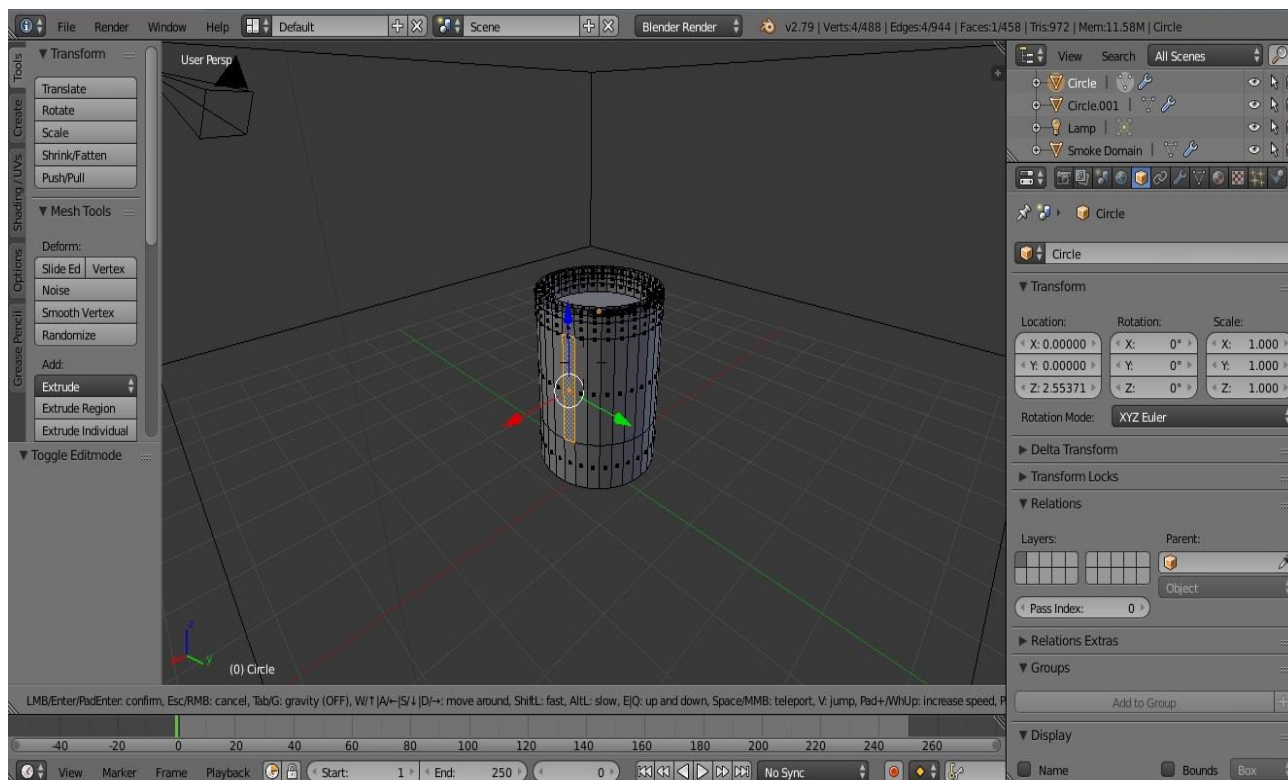 File Render Window Help Default Scene Blender Render v2.79 | Verts:4/488 | Edges:4/944 | Faces:1/458 | Tris:972 | Mem:11.58M | Circle
Tools
Create
Shading / UVs
Options
Grease Pencil
Transform
Translate
Rotate
Scale
Shrink/Fatten
Push/Pull
Mesh Tools
Deform:
Slide Ed Vertex
Noise
Smooth Vertex
Randomize
Add:
Extrude
Extrude Region
Extrude Individual
Toggle Editmode
User Persp
z
y
(0) Circle
View Search All Scenes
Circle
Circle.001
Lamp
Smoke Domain
Circle
Circle
Transform
Location: Rotation: Scale:
X: 0.00000 X: 0° X: 1.000
Y: 0.00000 Y: 0° Y: 1.000
Z: 2.55371 Z: 0° Z: 1.000
Rotation Mode: XYZ Euler
Delta Transform
Transform Locks
Relations
Layers: Parent:
Object
Pass Index: 0
Relations Extras
Groups
Add to Group
Display
Name Bounds Box
LMB/Enter/PadEnter: confirm, Esc/RMB: cancel, Tab/G: gravity (OFF), W/↑|A/←|S/↓|D/→: move around, ShiftL: fast, AltL: slow, E|Q: up and down, Space/MMB: teleport, V: jump, Pad+/WhUp: increase speed, P
-40 -20 0 20 40 60 80 100 120 140 160 180 200 220 240 260
View Marker Frame Playback Start: 1 End: 250 0 No Sync